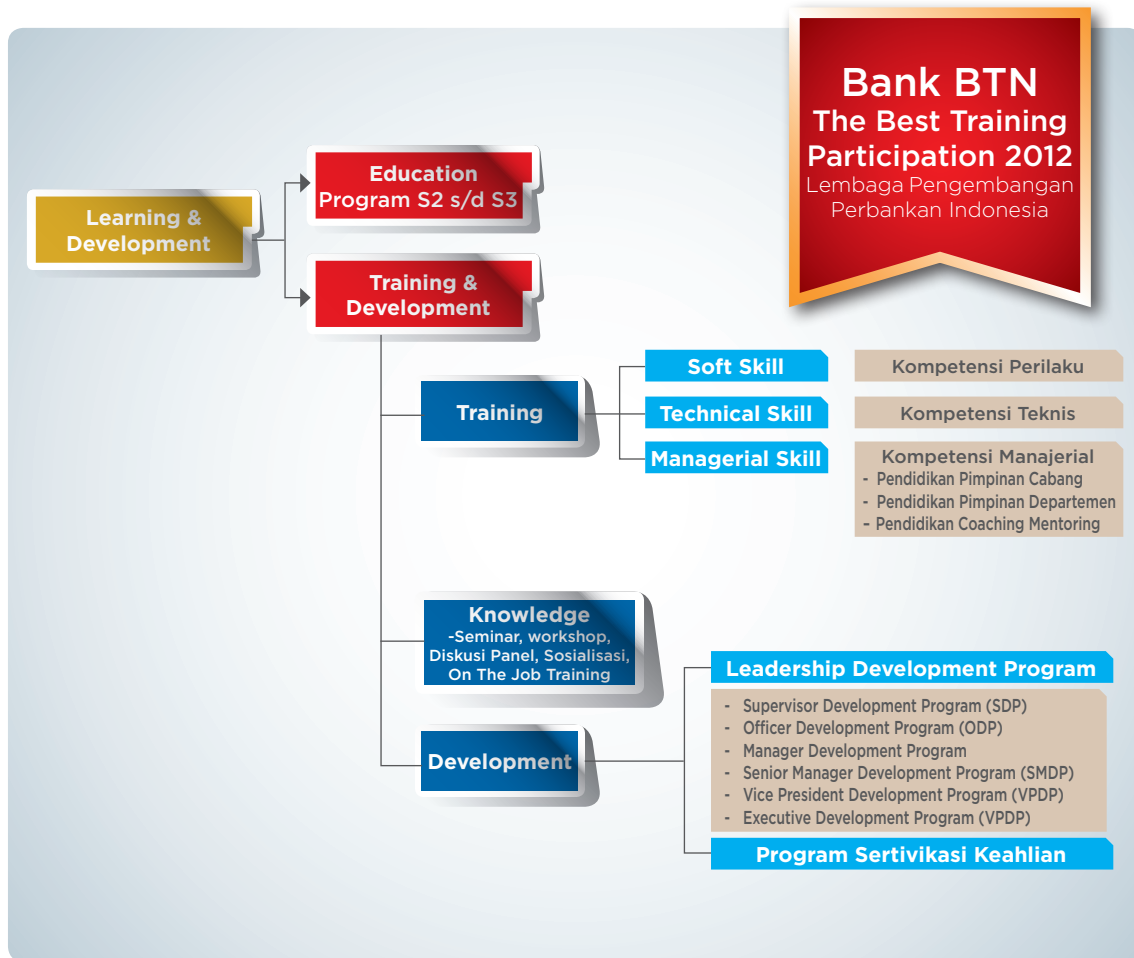 Bank BTN
The Best Training
Participation 2012
Lembaga Pengembangan
Perbankan Indonesia
Learning &
Development
Education
Program S2 s/d S3
Training &
Development
Training
Soft Skill
Kompetensi Perilaku
Technical Skill
Kompetensi Teknis
Managerial Skill
Kompetensi Manajerial
- Pendidikan Pimpinan Cabang
- Pendidikan Pimpinan Departemen
- Pendidikan Coaching Mentoring
Knowledge
-Seminar, workshop,
Diskusi Panel, Sosialisasi,
On The Job Training
Development
Leadership Development Program
- Supervisor Development Program (SDP)
- Officer Development Program (ODP)
- Manager Development Program
- Senior Manager Development Program (SMDP)
- Vice President Development Program (VPDP)
- Executive Development Program (VPDP)
Program Sertivikasi Keahlian